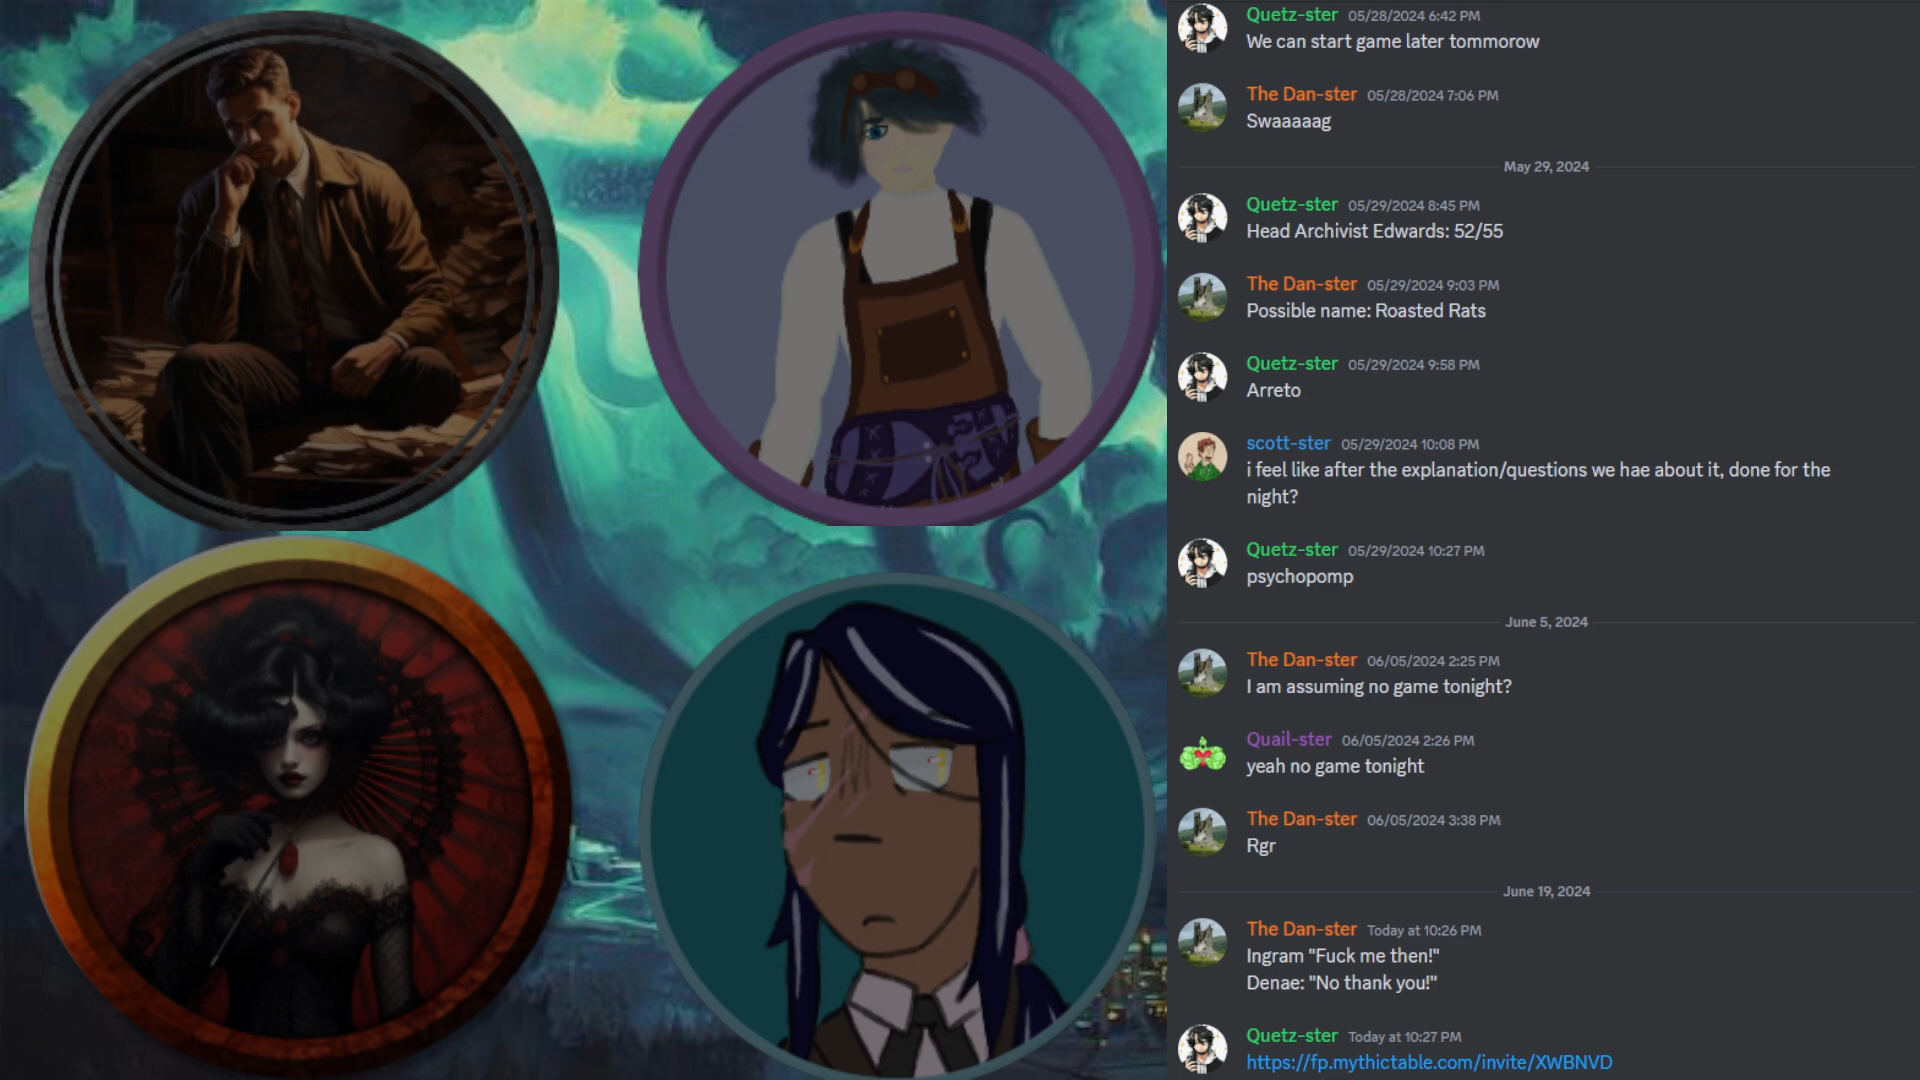 Quetz-ster 05/28/2024 6:42 PM
We can start game later tommorow
The Dan-ster 05/28/2024 7:06 PM
Swaaaaag
May 29, 2024
Quetz-ster 05/29/2024 8:45 PM
Head Archivist Edwards: 52/55
The Dan-ster 05/29/2024 9:03 PM
Possible name: Roasted Rats
Quetz-ster 05/29/2024 9:58 PM
Arreto
scott-ster 05/29/2024 10:08 PM
i feel like after the explanation/questions we hae about it, done for the
night?
Quetz-ster 05/29/2024 10:27 PM
psychopomp
June 5, 2024
The Dan-ster 06/05/2024 2:25 PM
I am assuming no game tonight?
Quail-ster 06/05/2024 2:26 PM
yeah no game tonight
The Dan-ster 06/05/2024 3:38 PM
Rgr
June 19, 2024
The Dan-ster Today at 10:26 PM
Ingram "Fuck me then!"
Denae: "No thank you!"
Quetz-ster Today at 10:27 PM
https://fp.mythictable.com/invite/XWBNVD